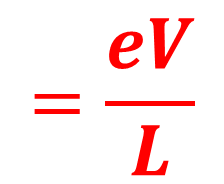 = eV/L